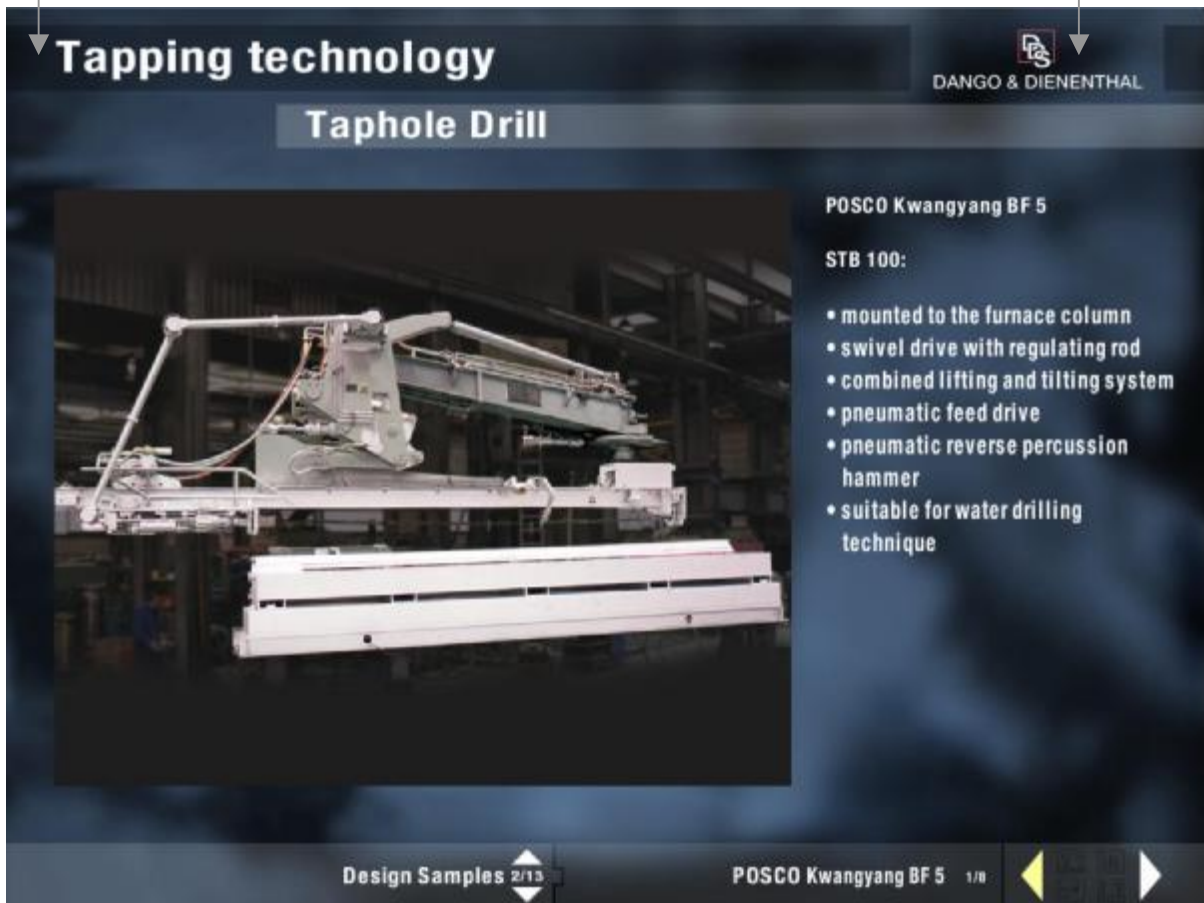 Tapping technology
DDS
DANGO & DIENENTHAL
Taphole Drill
POSCO Kwangyang BF 5
STB 100:
• mounted to the furnace column
• swivel drive with regulating rod
• combined lifting and tilting system
• pneumatic feed drive
• pneumatic reverse percussion
hammer
• suitable for water drilling
technique
Design Samples 2/13
POSCO Kwangyang BF 5 1/8